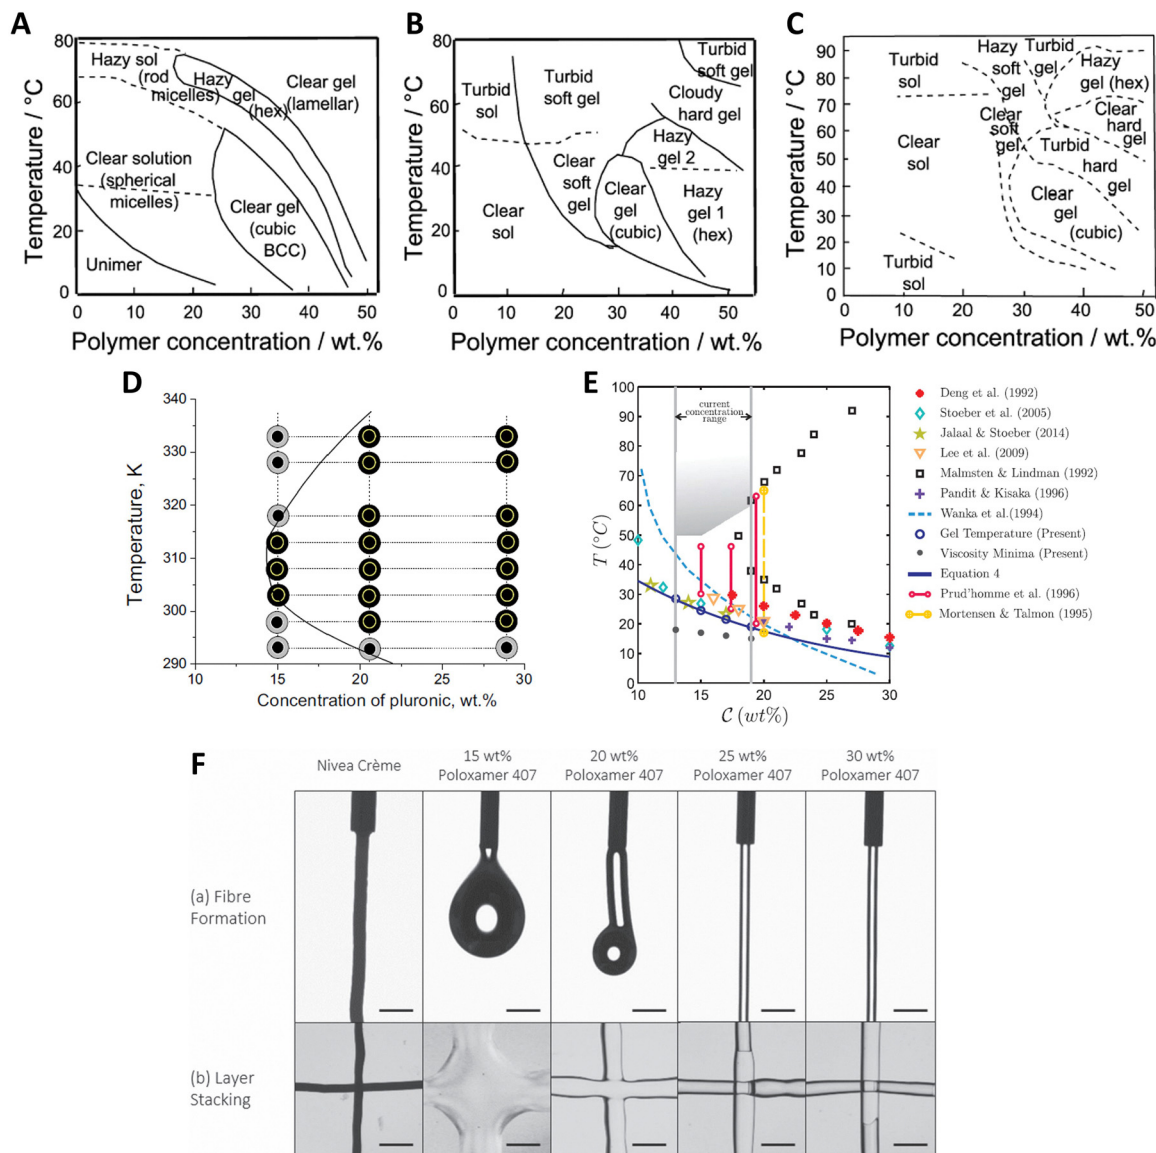 A
80
60
40
20
0
Temperature / °C
Hazy sol
(rod
micelles)
Hazy
gel
(hex)
Clear gel
(lamellar)
Clear solution
(spherical
micelles)
Clear gel
(cubic
BCC)
Unimer
0 10 20 30 40 50
Polymer concentration / wt.%
B
80
60
40
20
0
Temperature / °C
Turbid
soft gel
Turbid
sol
Turbid
soft gel
Cloudy
hard gel
Hazy
gel 2
Clear
soft
gel
Clear
gel
(cubic)
Hazy
gel 1
(hex)
Clear
sol
0 10 20 30 40 50
Polymer concentration / wt.%
C
90
80
70
60
50
40
30
20
10
0
Temperature / °C
Turbid
sol
Hazy
soft
gel
Turbid
gel
Hazy
gel (hex)
Clear
soft
gel
Clear
hard
gel
Clear
sol
Turbid
hard
gel
Clear
gel
(cubic)
Turbid
sol
0 10 20 30 40 50
Polymer concentration / wt.%
D
340
330
320
310
300
290
Temperature, K
10 15 20 25 30
Concentration of pluronic, wt.%
E
100
90
80
70
60
50
40
30
20
10
0
T (°C)
current
concentration
range
10 15 20 25 30
C (wt%)
Deng et al. (1992)
Stoeber et al. (2005)
Jalaal & Stoeber (2014)
Lee et al. (2009)
Malmsten & Lindman (1992)
Pandit & Kisaka (1996)
Wanka et al.(1994)
Gel Temperature (Present)
Viscosity Minima (Present)
Equation 4
Prud'homme et al. (1996)
Mortensen & Talmon (1995)
F
Nivea Crème
15 wt%
Poloxamer 407
20 wt%
Poloxamer 407
25 wt%
Poloxamer 407
30 wt%
Poloxamer 407
(a) Fibre
Formation
(b) Layer
Stacking